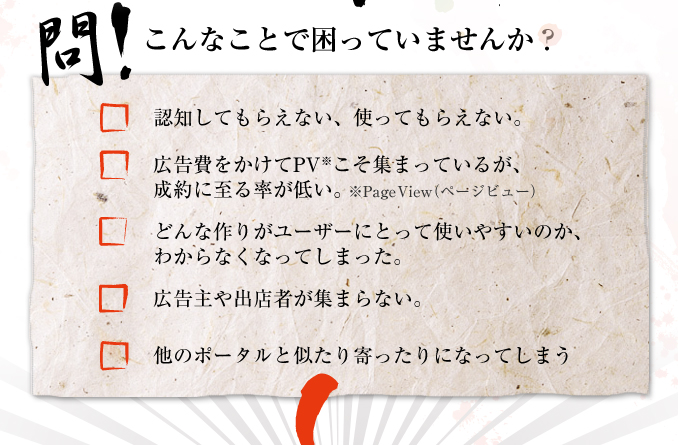 問!
こんなことで困っていませんか?
認知してもらえない、使ってもらえない。
広告費をかけてPV※こそ集まっているが、
成約に至る率が低い。※PageView(ページビュー)
どんな作りがユーザーにとって使いやすいのか、
わからなくなってしまった。
広告主や出店者が集まらない。
他のポータルと似たり寄ったりになってしまう